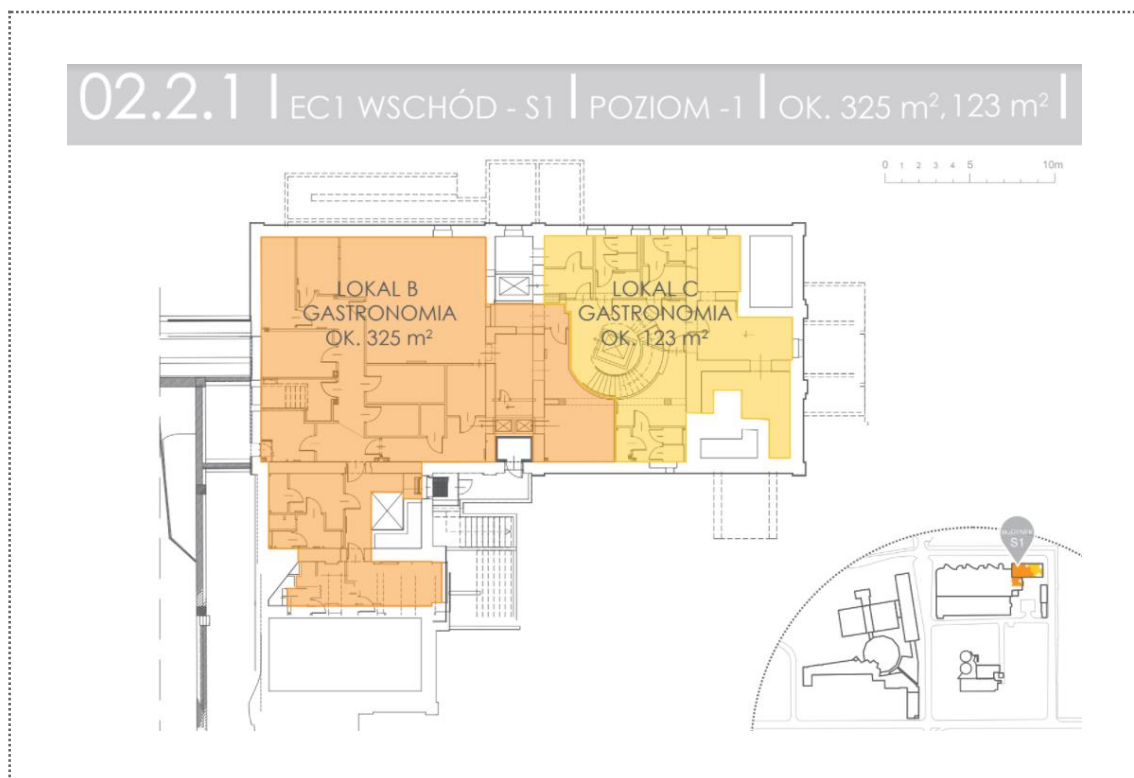 02.2.1 | EC1 WSCHÓD - S1 | POZIOM -1 | OK. 325 m², 123 m² |
0 1 2 3 4 5 10m
LOKAL B
GASTRONOMIA
OK. 325 m²
LOKAL C
GASTRONOMIA
OK. 123 m²
BUDYNEK
S1